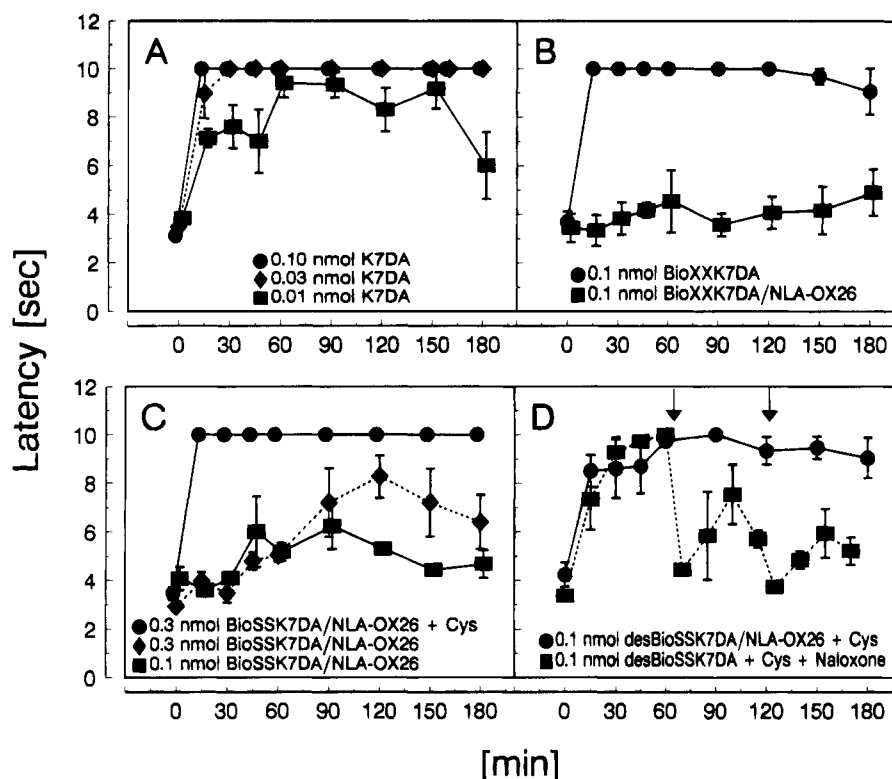 Latency [sec]
A
12
10
8
6
4
2
0
0.10 nmol K7DA
0.03 nmol K7DA
0.01 nmol K7DA
0 30 60 90 120 150 180
B
0.1 nmol BioXXK7DA
0.1 nmol BioXXK7DA/NLA-OX26
0 30 60 90 120 150 180
C
12
10
8
6
4
2
0
0.3 nmol BioSSK7DA/NLA-OX26 + Cys
0.3 nmol BioSSK7DA/NLA-OX26
0.1 nmol BioSSK7DA/NLA-OX26
0 30 60 90 120 150 180
D
0.1 nmol desBioSSK7DA/NLA-OX26 + Cys
0.1 nmol desBioSSK7DA + Cys + Naloxone
0 30 60 90 120 150 180
[min]